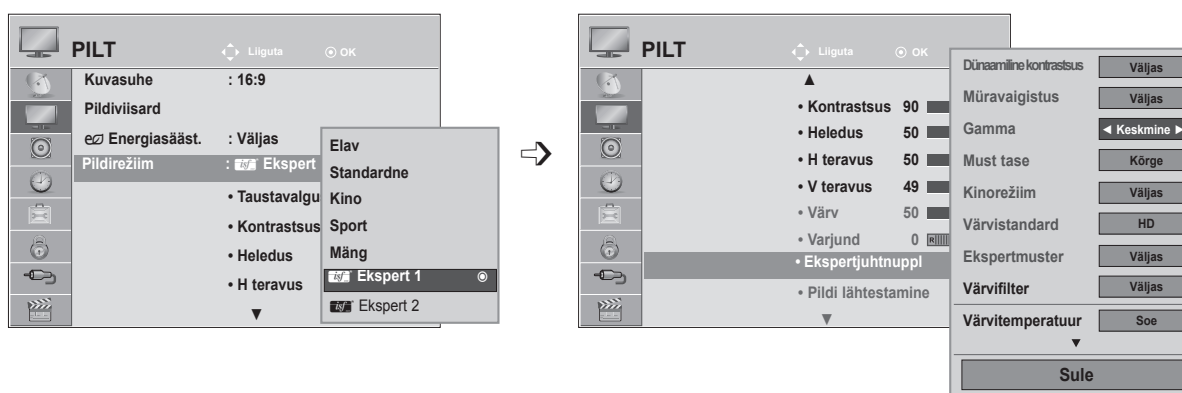 PILT
Liiguta
OK
Kuvasuhe : 16:9
Pildiviisard
Energiasääst. : Väljas
Pildirežiim : isf Ekspert
• Taustavalgu
• Kontrastsus
• Heledus
• H teravus
▼
Elav
Standardne
Kino
Sport
Mäng
isf Ekspert 1
isf Ekspert 2
PILT
Liiguta
OK
▲
• Kontrastsus 90
• Heledus 50
• H teravus 50
• V teravus 49
• Värv 50
• Varjund 0 R
• Ekspertjuhtnuppl
• Pildi lähtestamine
▼
Dünaamiline kontrastsus Väljas
Müravaigistus Väljas
Gamma ◄ Keskmine ►
Must tase Kõrge
Kinorežiim Väljas
Värvistandard HD
Ekspertmuster Väljas
Värvifilter Väljas
Värvitemperatuur Soe
▼
Sule